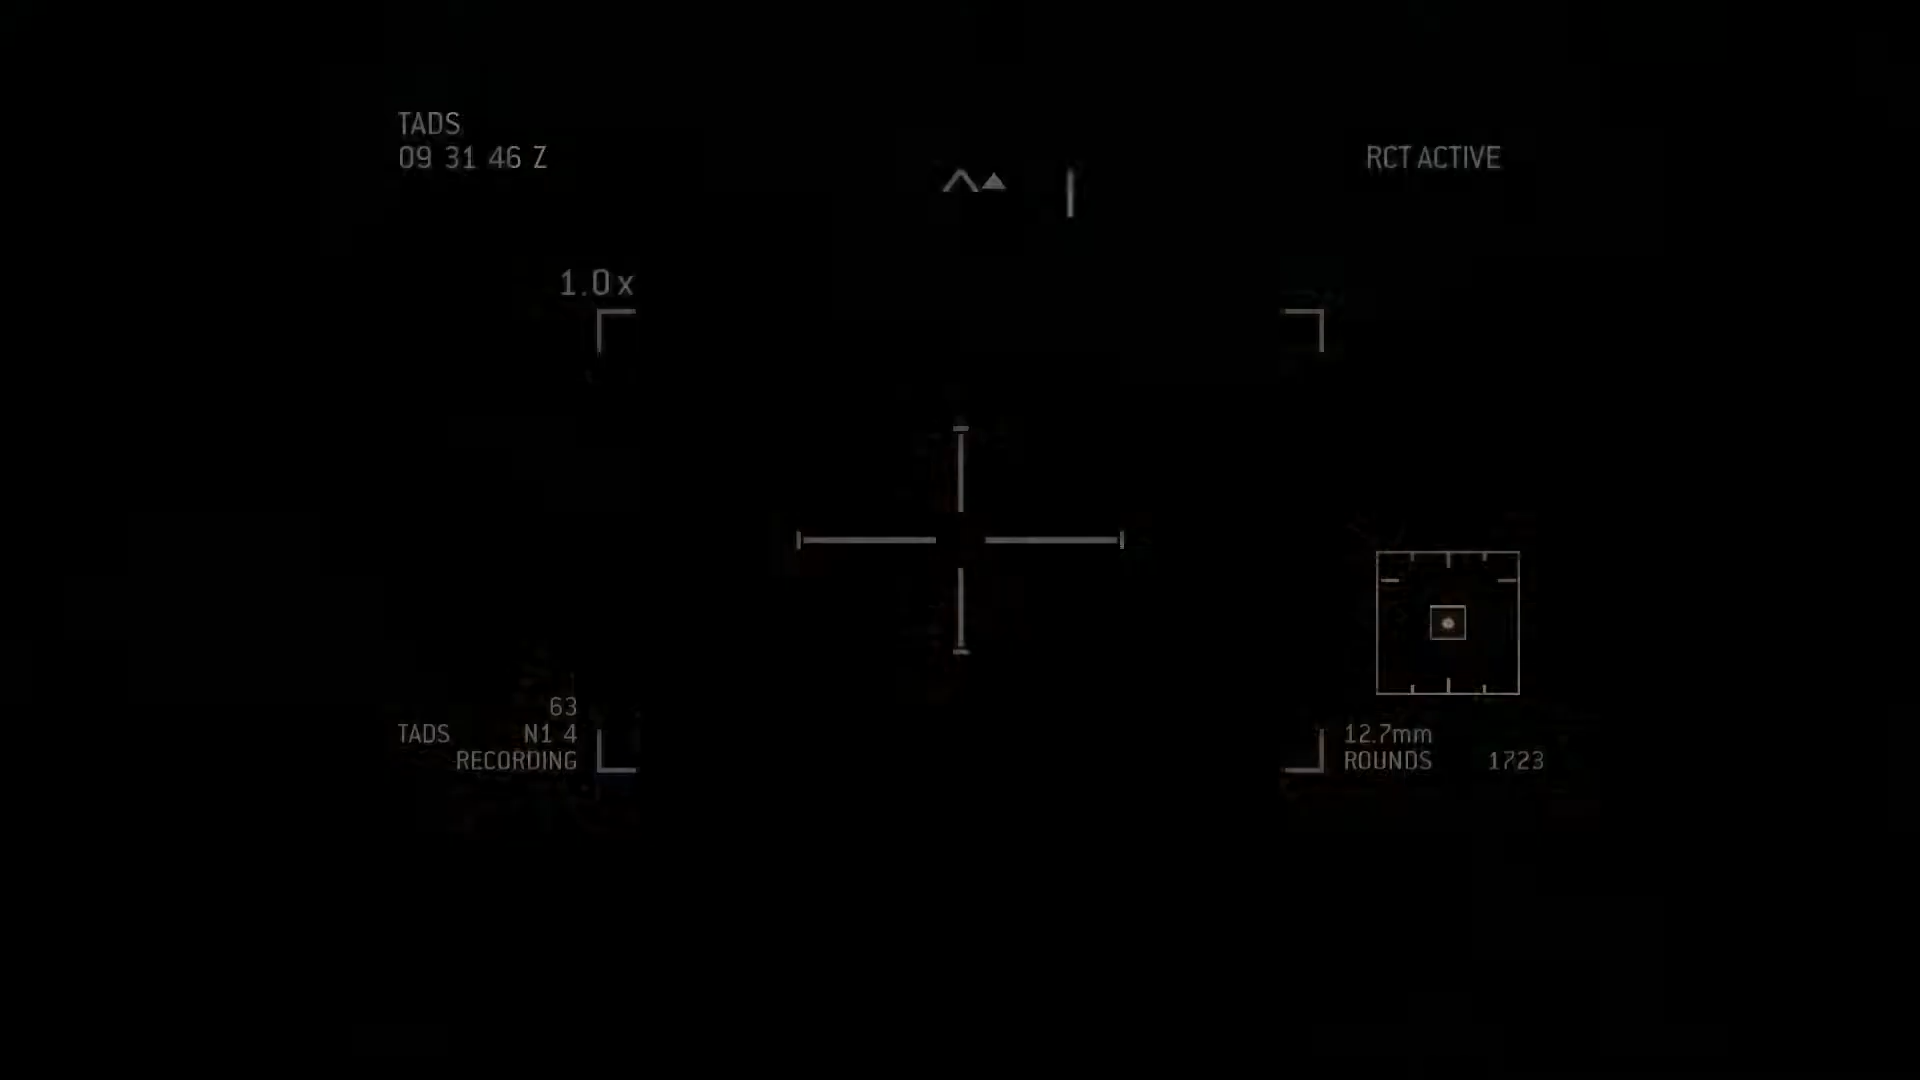 TADS
09 31 46 Z
RCT ACTIVE
1.0x
63
TADS N1 4
RECORDING
12.7mm
ROUNDS 1723